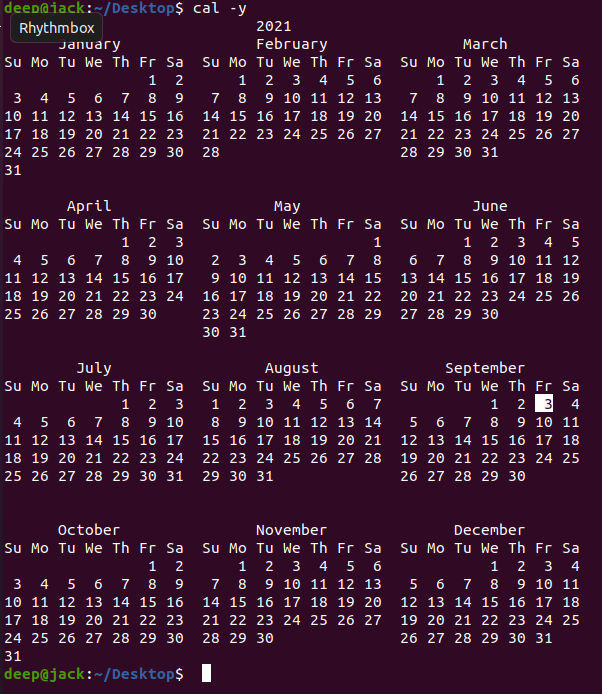 deep@jack:~/Desktop$ cal -y
                            2021
Rhythmbox
      January               February               March
Su Mo Tu We Th Fr Sa  Su Mo Tu We Th Fr Sa  Su Mo Tu We Th Fr Sa
                1  2      1  2  3  4  5  6      1  2  3  4  5  6
 3  4  5  6  7  8  9   7  8  9 10 11 12 13   7  8  9 10 11 12 13
10 11 12 13 14 15 16  14 15 16 17 18 19 20  14 15 16 17 18 19 20
17 18 19 20 21 22 23  21 22 23 24 25 26 27  21 22 23 24 25 26 27
24 25 26 27 28 29 30  28                    28 29 30 31
31
       April                  May                   June
Su Mo Tu We Th Fr Sa  Su Mo Tu We Th Fr Sa  Su Mo Tu We Th Fr Sa
             1  2  3                     1         1  2  3  4  5
 4  5  6  7  8  9 10   2  3  4  5  6  7  8   6  7  8  9 10 11 12
11 12 13 14 15 16 17   9 10 11 12 13 14 15  13 14 15 16 17 18 19
18 19 20 21 22 23 24  16 17 18 19 20 21 22  20 21 22 23 24 25 26
25 26 27 28 29 30     23 24 25 26 27 28 29  27 28 29 30
                      30 31
        July                 August              September
Su Mo Tu We Th Fr Sa  Su Mo Tu We Th Fr Sa  Su Mo Tu We Th Fr Sa
             1  2  3   1  2  3  4  5  6  7            1  2  3  4
 4  5  6  7  8  9 10   8  9 10 11 12 13 14   5  6  7  8  9 10 11
11 12 13 14 15 16 17  15 16 17 18 19 20 21  12 13 14 15 16 17 18
18 19 20 21 22 23 24  22 23 24 25 26 27 28  19 20 21 22 23 24 25
25 26 27 28 29 30 31  29 30 31              26 27 28 29 30
      October               November              December
Su Mo Tu We Th Fr Sa  Su Mo Tu We Th Fr Sa  Su Mo Tu We Th Fr Sa
                1  2      1  2  3  4  5  6            1  2  3  4
 3  4  5  6  7  8  9   7  8  9 10 11 12 13   5  6  7  8  9 10 11
10 11 12 13 14 15 16  14 15 16 17 18 19 20  12 13 14 15 16 17 18
17 18 19 20 21 22 23  21 22 23 24 25 26 27  19 20 21 22 23 24 25
24 25 26 27 28 29 30  28 29 30              26 27 28 29 30 31
31
deep@jack:~/Desktop$